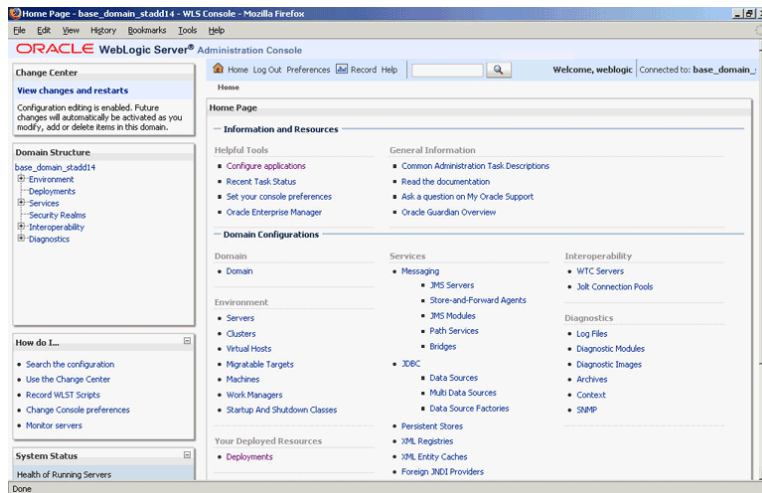 Home Page - base_domain_stadd14 - WLS Console - Mozilla Firefox
File Edit View History Bookmarks Tools Help
ORACLE WebLogic Server® Administration Console
Change Center
View changes and restarts
Configuration editing is enabled. Future
changes will automatically be activated as you
modify, add or delete items in this domain.
Domain Structure
base_domain_stadd14
Environment
Deployments
Services
Security Realms
Interoperability
Diagnostics
How do I...
Search the configuration
Use the Change Center
Record WLST Scripts
Change Console preferences
Monitor servers
System Status
Health of Running Servers
Home Log Out Preferences Record Help
Welcome, weblogic Connected to: base_domain_
Home
Home Page
Information and Resources
Helpful Tools
Configure applications
Recent Task Status
Set your console preferences
Oracle Enterprise Manager
General Information
Common Administration Task Descriptions
Read the documentation
Ask a question on My Oracle Support
Oracle Guardian Overview
Domain Configurations
Domain
Domain
Environment
Servers
Clusters
Virtual Hosts
Migratable Targets
Machines
Work Managers
Startup And Shutdown Classes
Your Deployed Resources
Deployments
Services
Messaging
JMS Servers
Store-and-Forward Agents
JMS Modules
Path Services
Bridges
JDBC
Data Sources
Multi Data Sources
Data Source Factories
Persistent Stores
XML Registries
XML Entity Caches
Foreign JNDI Providers
Interoperability
WTC Servers
Jolt Connection Pools
Diagnostics
Log Files
Diagnostic Modules
Diagnostic Images
Archives
Context
SNMP
Done